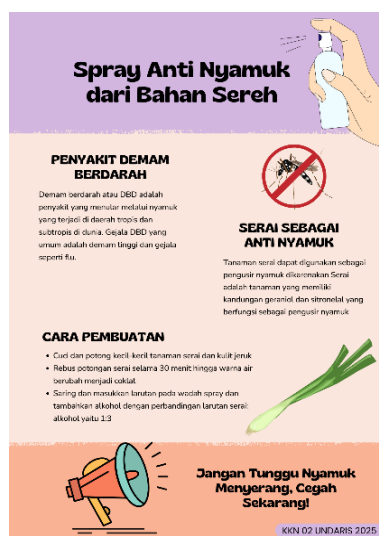 Spray Anti Nyamuk
dari Bahan Sereh
PENYAKIT DEMAM
BERDARAH
Demam berdarah atau DBD adalah
penyakit yang menular melalui nyamuk
yang terjadi di daerah tropis dan
subtropis di dunia. Gejala DBD yang
umum adalah demam tinggi dan gejala
seperti flu.
SERAI SEBAGAI
ANTI NYAMUK
Tanaman serai dapat digunakan sebagai
pengusir nyamuk dikarenakan Serai
adalah tanaman yang memiliki
kandungan geraniol dan sitronelal yang
berfungsi sebagai pengusir nyamuk
CARA PEMBUATAN
• Cuci dan potong kecil-kecil tanaman serai dan kulit jeruk
• Rebus potongan serai selama 30 menit hingga warna air
berubah menjadi coklat
• Saring dan masukkan larutan pada wadah spray dan
tambahkan alkohol dengan perbandingan larutan serai:
alkohol yaitu 1:3
Jangan Tunggu Nyamuk
Menyerang, Cegah
Sekarang!
KKN 02 UNDARIS 2025